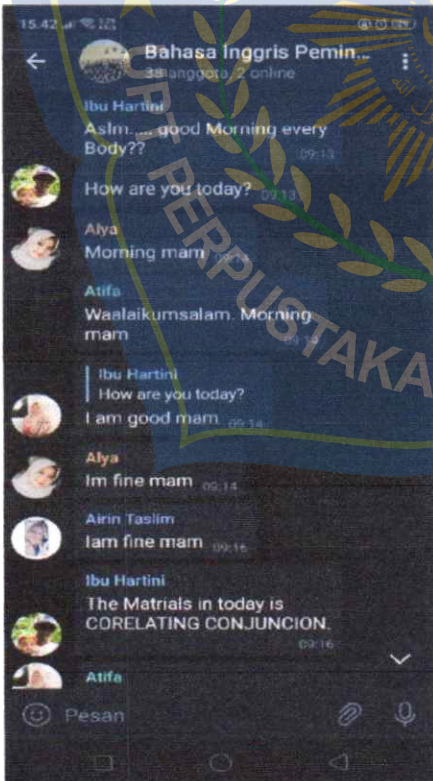 15.42
Bahasa Inggris Pemin...
38 anggota, 2 online
Ibu Hartini
Aslm..... good Morning every
Body??
09:13
How are you today? 09:13
Alya
Morning mam 09:14
Atifa
Waalaikumsalam. Morning
mam
09:14
Ibu Hartini
How are you today?
I am good mam 09:14
Alya
Im fine mam 09:14
Airin Taslim
Iam fine mam 09:16
Ibu Hartini
The Matrials in today is
CORELATING CONJUNCION.
09:16
Atifa
Pesan
UPT PERPUSTAKA